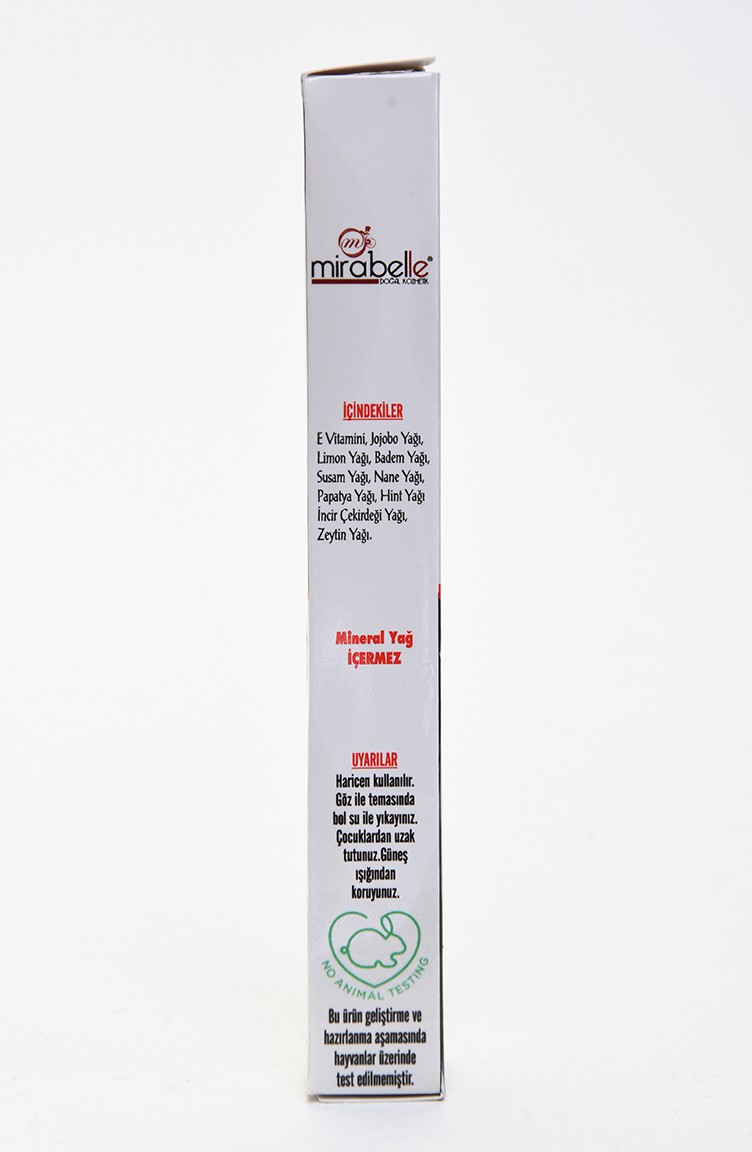 m
mirabelle®
DOĞAL KOZMETİK
İÇİNDEKİLER
E Vitamini, Jojobo Yağı,
Limon Yağı, Badem Yağı,
Susam Yağı, Nane Yağı,
Papatya Yağı, Hint Yağı
İncir Çekirdeği Yağı,
Zeytin Yağı.
Mineral Yağ
İÇERMEZ
UYARILAR
Haricen kullanılır.
Göz ile temasında
bol su ile yıkayınız.
Çocuklardan uzak
tutunuz.Güneş
ışığından
koruyunuz.
NO ANIMAL TESTING
Bu ürün geliştirme ve
hazırlanma aşamasında
hayvanlar üzerinde
test edilmemiştir.